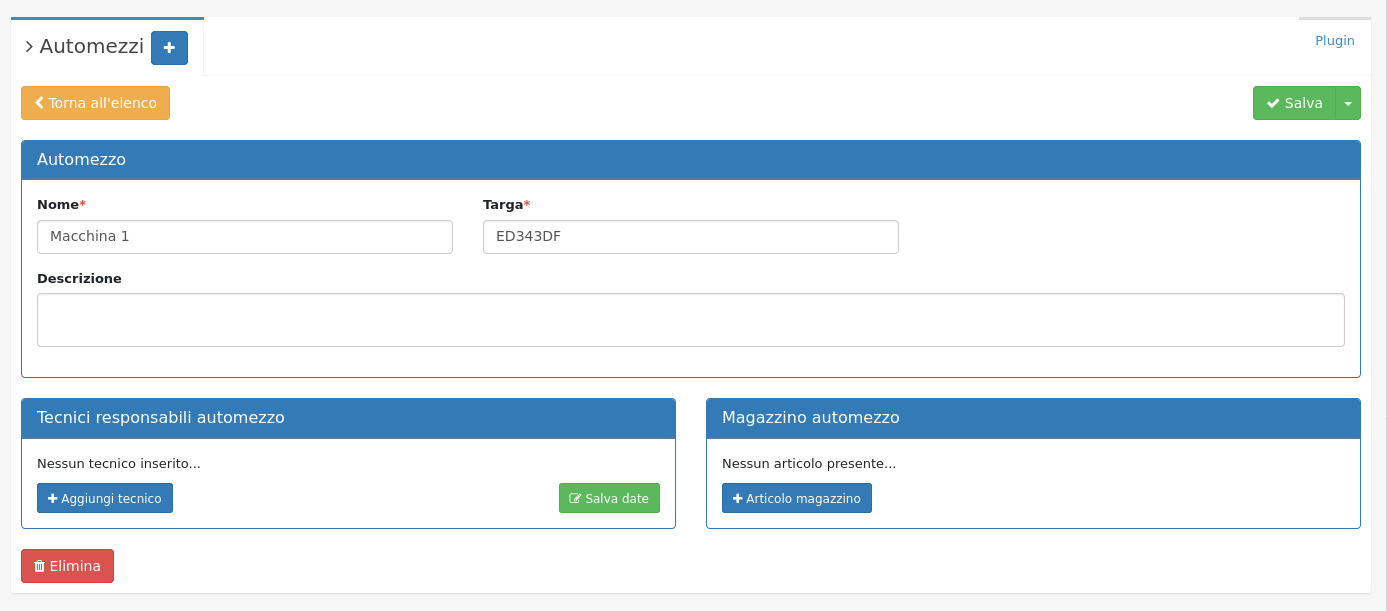 Automezzi
Plugin
Torna all'elenco
Salva
Automezzo
Nome* Targa*
Macchina 1 ED343DF
Descrizione
Tecnici responsabili automezzo Magazzino automezzo
Nessun tecnico inserito... Nessun articolo presente...
Aggiungi tecnico Salva date Articolo magazzino
Elimina